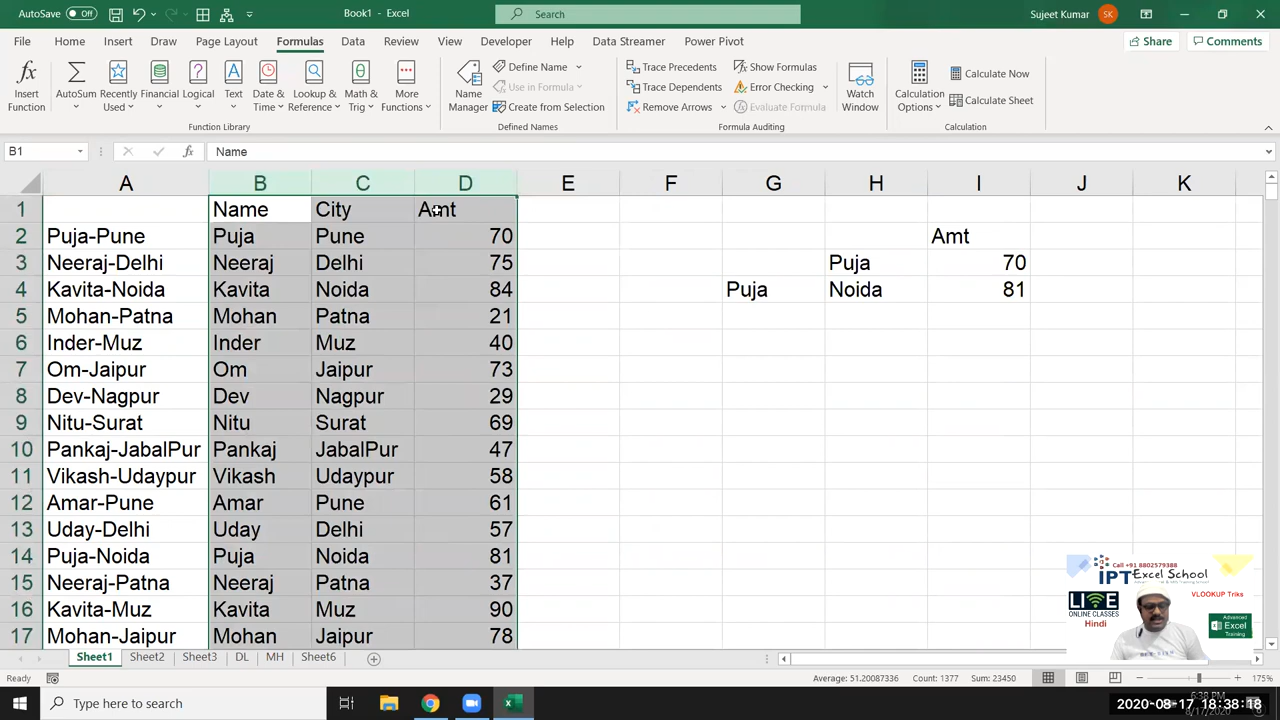 AutoSave Off Book1 - Excel Search Sujeet Kumar SK
File Home Insert Draw Page Layout Formulas Data Review View Developer Help Data Streamer Power Pivot Share Comments
Insert Function AutoSum Recently Used Financial Logical Text Date & Time Lookup & Reference Math & Trig More Functions
Function Library
Name Manager Define Name Use in Formula Create from Selection
Defined Names
Trace Precedents Trace Dependents Remove Arrows Show Formulas Error Checking Evaluate Formula
Formula Auditing
Watch Window
Calculation Options Calculate Now Calculate Sheet
Calculation
B1 fx Name
A B C D E F G H I J K
1 Name City Amt
2 Puja-Pune Puja Pune 70 Amt
3 Neeraj-Delhi Neeraj Delhi 75 Puja 70
4 Kavita-Noida Kavita Noida 84 Puja Noida 81
5 Mohan-Patna Mohan Patna 21
6 Inder-Muz Inder Muz 40
7 Om-Jaipur Om Jaipur 73
8 Dev-Nagpur Dev Nagpur 29
9 Nitu-Surat Nitu Surat 69
10 Pankaj-JabalPur Pankaj JabalPur 47
11 Vikash-Udaypur Vikash Udaypur 58
12 Amar-Pune Amar Pune 61
13 Uday-Delhi Uday Delhi 57
14 Puja-Noida Puja Noida 81
15 Neeraj-Patna Neeraj Patna 37
16 Kavita-Muz Kavita Muz 90
17 Mohan-Jaipur Mohan Jaipur 78
Call +91 8802579388
IPT Excel School
VLOOKUP Triks
LIVE
ONLINE CLASSES
Hindi
Advanced
Excel
Training
Sheet1 Sheet2 Sheet3 DL MH Sheet6
Ready Average: 51.20087336 Count: 1377 Sum: 23450 175%
Type here to search
6:38 PM
2020-08-17 18:38:18
8/17/2020